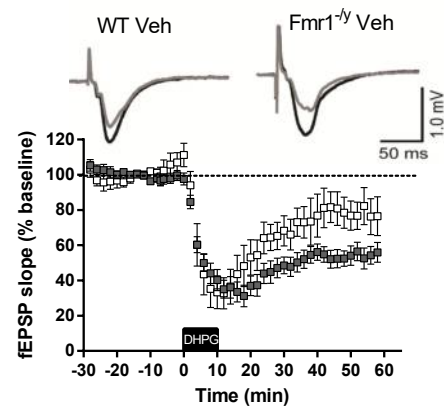 WT Veh
Fmr1-/y Veh
1.0 mV
50 ms
fEPSP slope (% baseline)
120
100
80
60
40
20
0
DHPG
-30 -20 -10 0 10 20 30 40 50 60
Time (min)